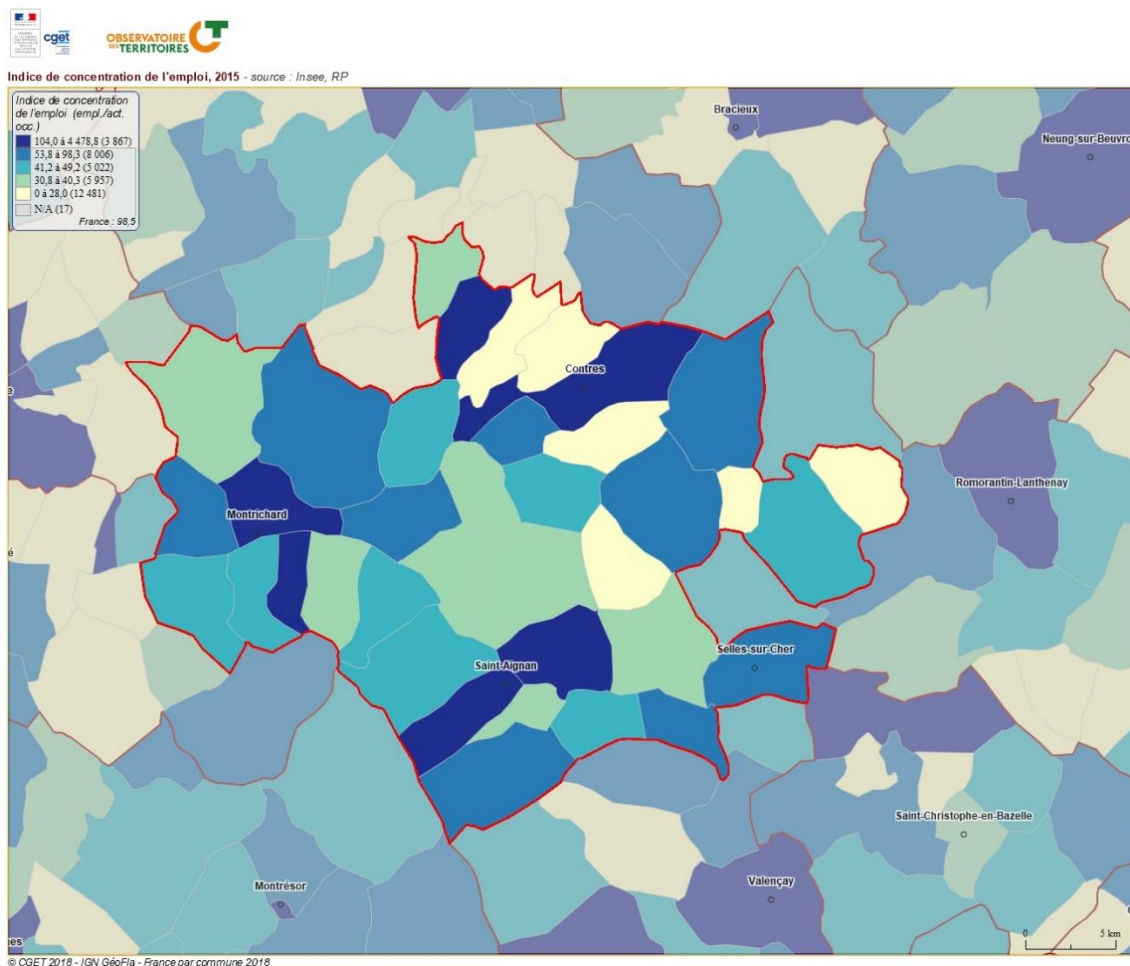 cget
OBSERVATOIRE
DES TERRITOIRES
Indice de concentration de l'emploi, 2015 - source : Insee, RP
Indice de concentration
de l'emploi (empl./act.
occ.)
104,0 à 4 478,8 (3 867)
53,8 à 98,3 (8 006)
41,2 à 49,2 (5 022)
30,8 à 40,3 (5 957)
0 à 28,0 (12 481)
N/A (17)
France : 98,5
Bracieux
Neung-sur-Beuvro
Contres
Romorantin-Lanthenay
Montrichard
é
Selles-sur-Cher
Saint-Aignan
Saint-Christophe-en-Bazelle
Montrésor
Valençay
nes
0 5 km
© CGET 2018 - IGN GéoFla - France par commune 2018